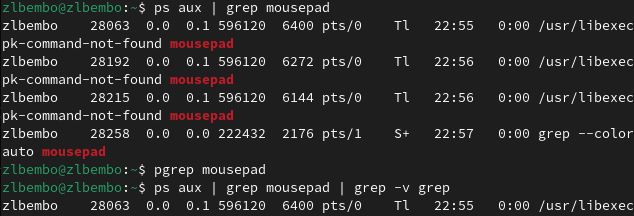 zlbembo@zlbembo:~$ ps aux | grep mousepad
zlbembo    28063  0.0  0.1 596120  6400 pts/0    Tl   22:55   0:00 /usr/libexec
pk-command-not-found mousepad
zlbembo    28192  0.0  0.1 596120  6272 pts/0    Tl   22:56   0:00 /usr/libexec
pk-command-not-found mousepad
zlbembo    28215  0.0  0.1 596120  6144 pts/0    Tl   22:56   0:00 /usr/libexec
pk-command-not-found mousepad
zlbembo    28258  0.0  0.0 222432  2176 pts/1    S+   22:57   0:00 grep --color
auto mousepad
zlbembo@zlbembo:~$ pgrep mousepad
zlbembo@zlbembo:~$ ps aux | grep mousepad | grep -v grep
zlbembo    28063  0.0  0.1 596120  6400 pts/0    Tl   22:55   0:00 /usr/libexec